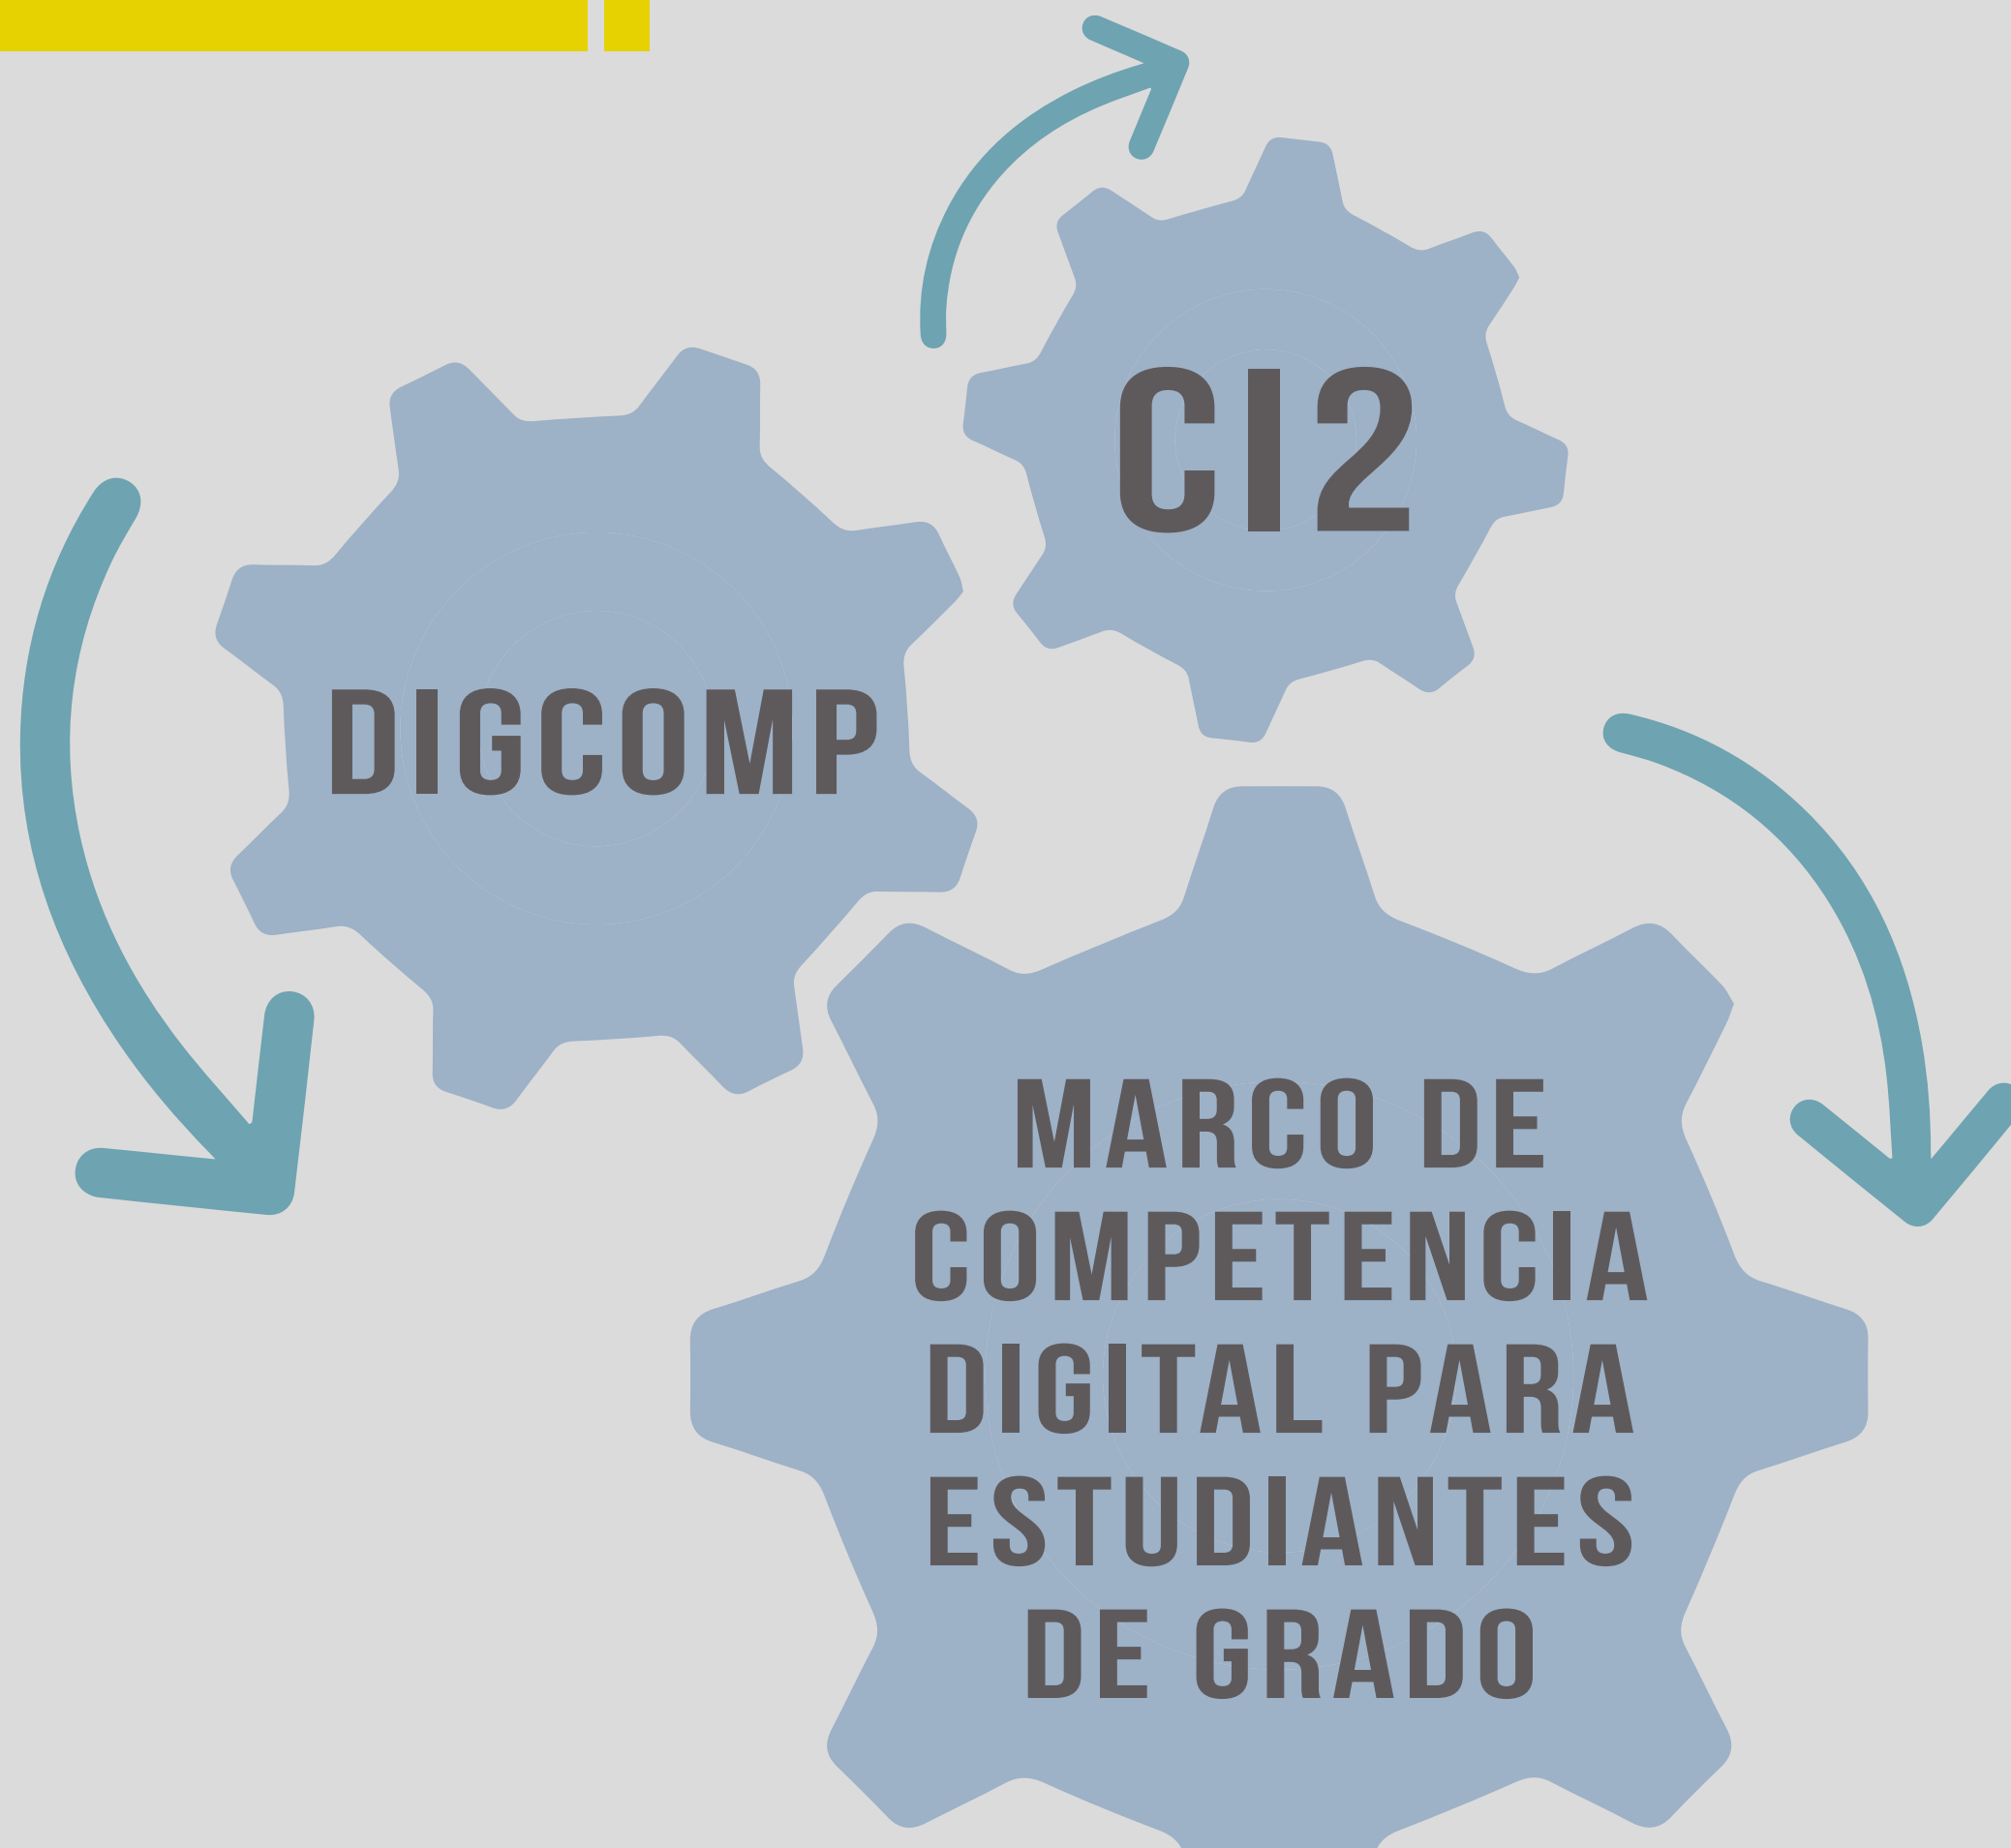 CI2
DIGCOMP
MARCO DE
COMPETENCIA
DIGITAL PARA
ESTUDIANTES
DE GRADO